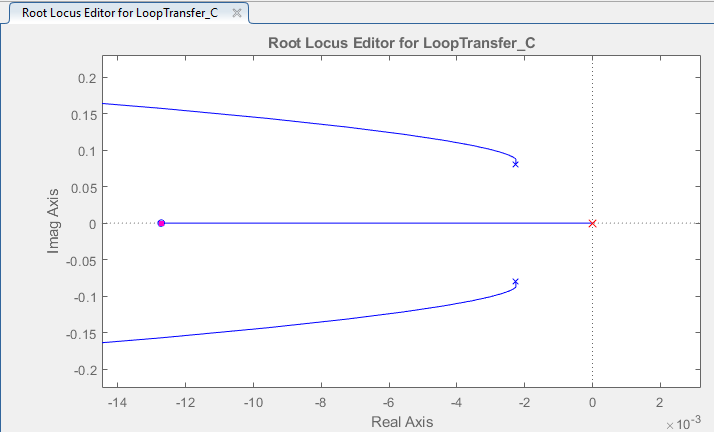 Root Locus Editor for LoopTransfer_C
Root Locus Editor for LoopTransfer_C
Imag Axis
0.2
0.15
0.1
0.05
0
-0.05
-0.1
-0.15
-0.2
-14 -12 -10 -8 -6 -4 -2 0 2
Real Axis
×10⁻³